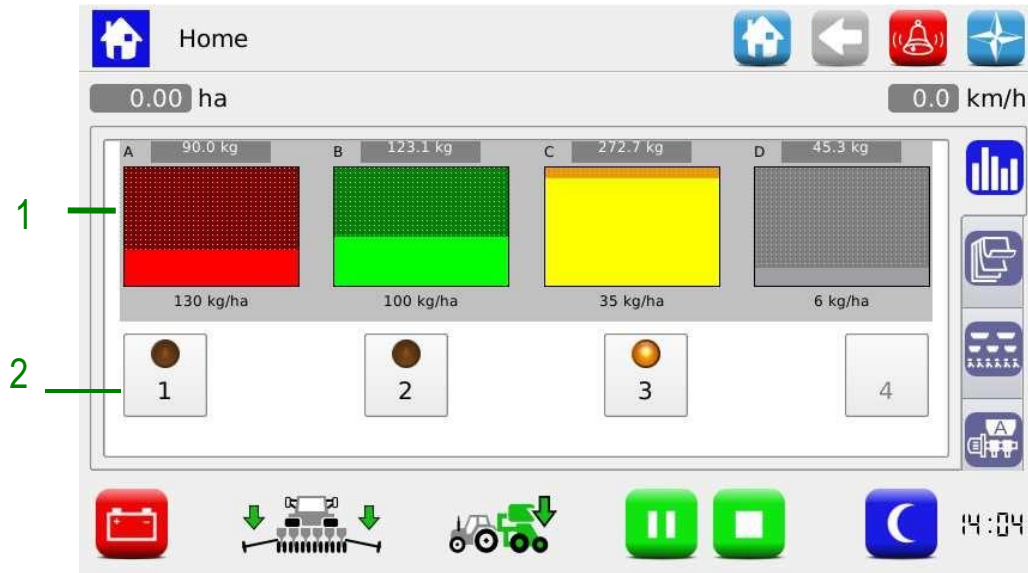 Home
0.00 ha
0.0 km/h
A 90.0 kg B 123.1 kg C 272.7 kg D 45.3 kg
1
130 kg/ha 100 kg/ha 35 kg/ha 6 kg/ha
2
1 2 3 4
A
14:04